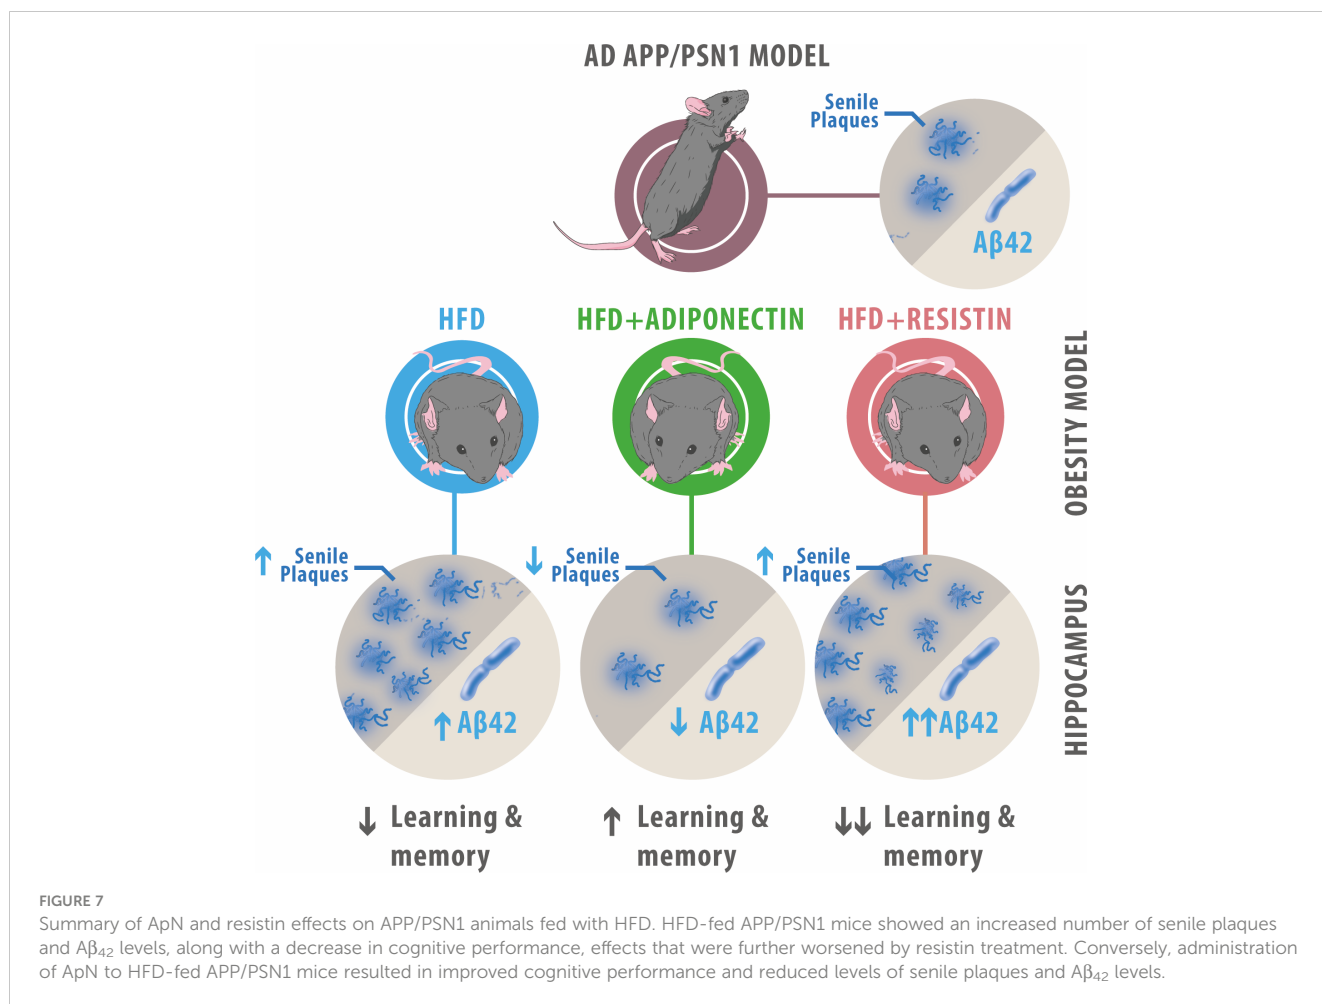 AD APP/PSN1 MODEL
Senile
Plaques
Aβ42
HFD
HFD+ADIPONECTIN
HFD+RESISTIN
OBESITY MODEL
↑ Senile
Plaques
↓ Senile
Plaques
↑ Senile
Plaques
↑ Aβ42
↓ Aβ42
↑↑Aβ42
HIPPOCAMPUS
↓ Learning &
memory
↑ Learning &
memory
↓↓ Learning &
memory
FIGURE 7
Summary of ApN and resistin effects on APP/PSN1 animals fed with HFD. HFD-fed APP/PSN1 mice showed an increased number of senile plaques
and Aβ₄₂ levels, along with a decrease in cognitive performance, effects that were further worsened by resistin treatment. Conversely, administration
of ApN to HFD-fed APP/PSN1 mice resulted in improved cognitive performance and reduced levels of senile plaques and Aβ₄₂ levels.